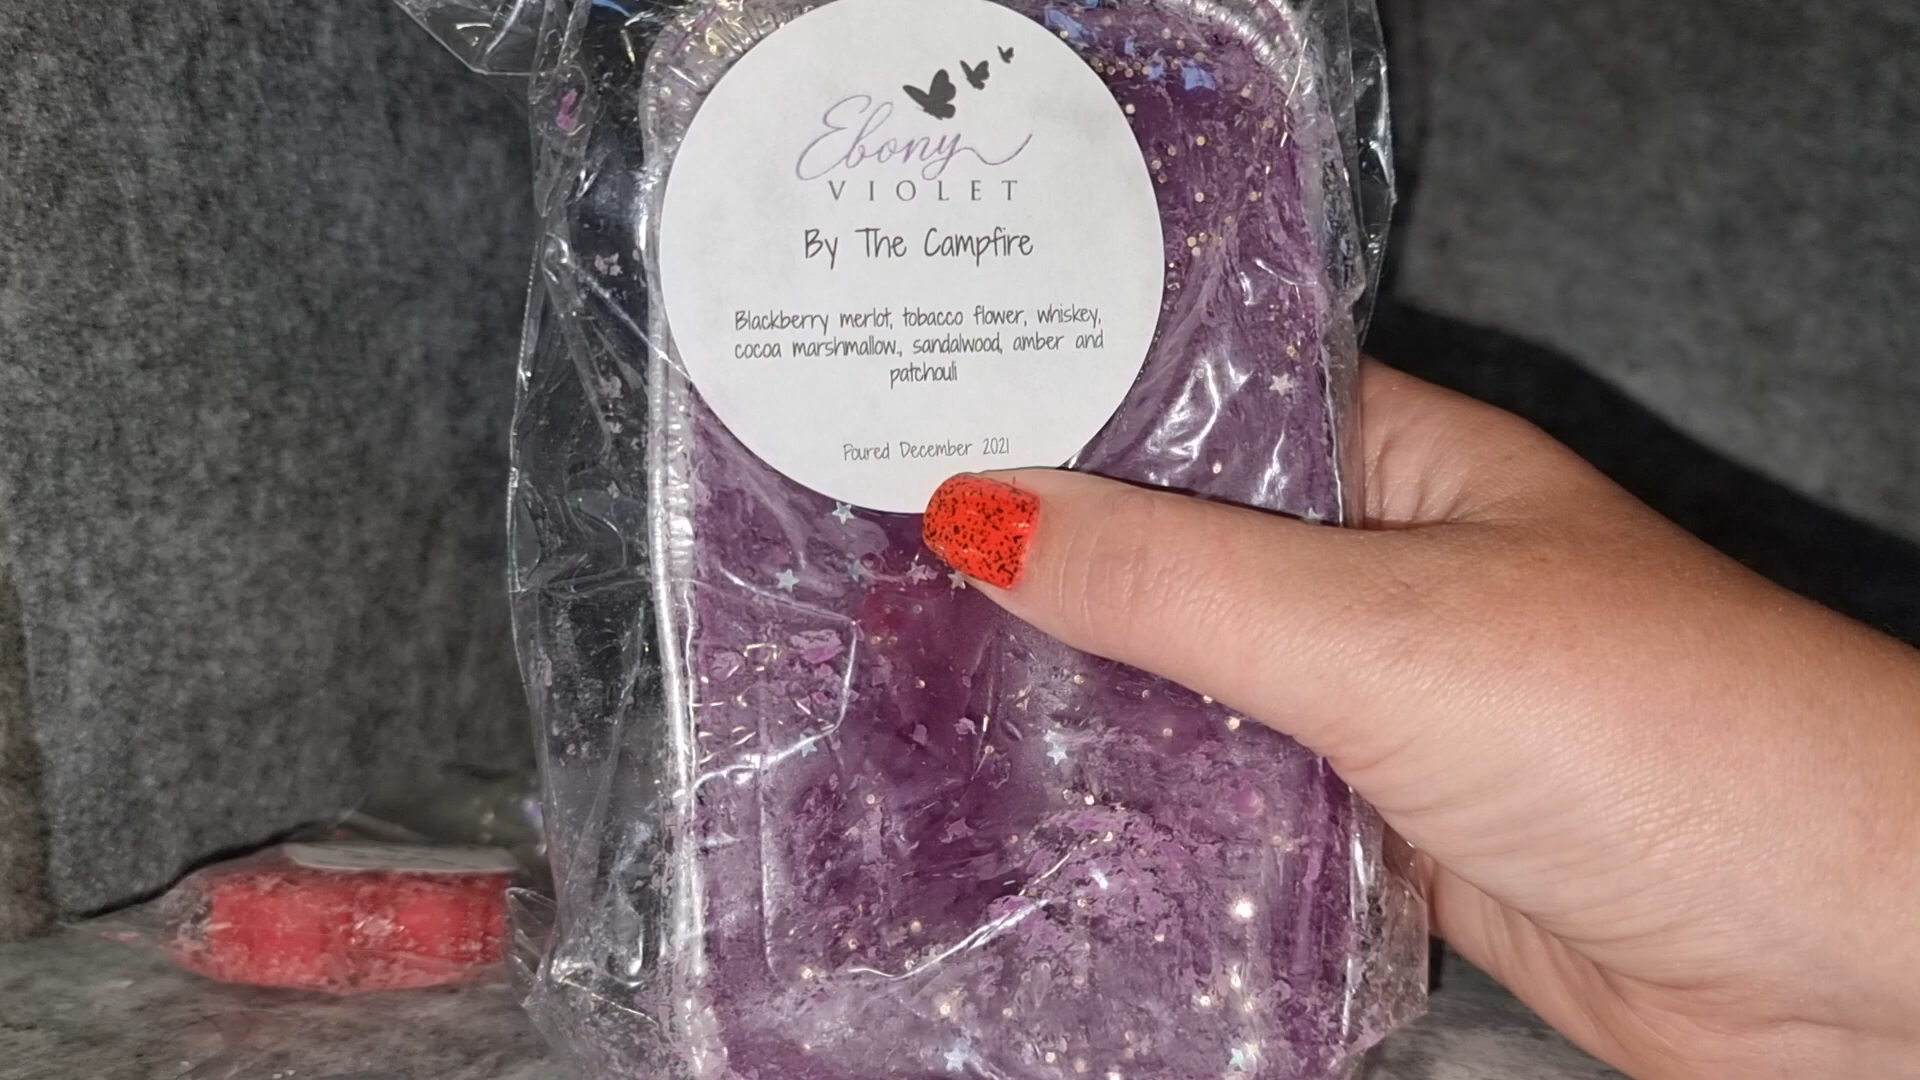 Ebony
VIOLET
By The Campfire
Blackberry merlot, tobacco flower, whiskey,
cocoa marshmallow., sandalwood, amber and
patchouli
Poured December 2021